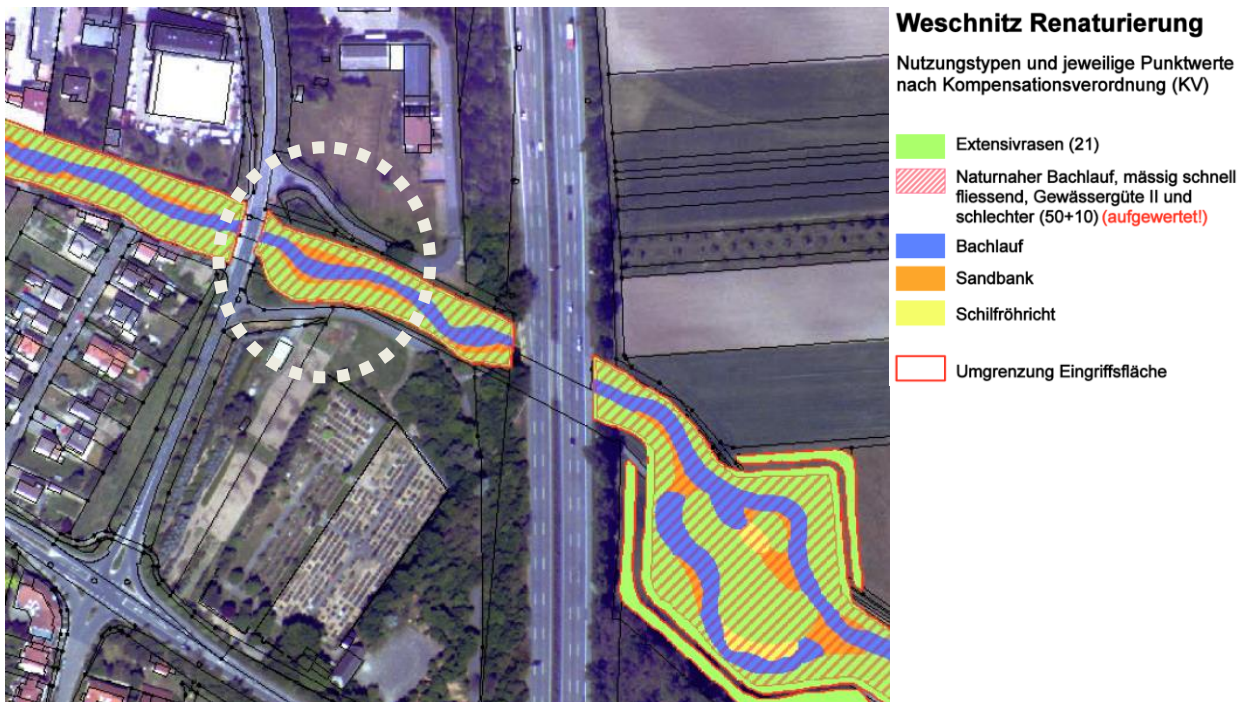 Weschnitz Renaturierung
Nutzungstypen und jeweilige Punktwerte
nach Kompensationsverordnung (KV)
Extensivrasen (21)
Naturnaher Bachlauf, mässig schnell
fliessend, Gewässergüte II und
schlechter (50+10) (aufgewertet!)
Bachlauf
Sandbank
Schilfröhricht
Umgrenzung Eingriffsfläche